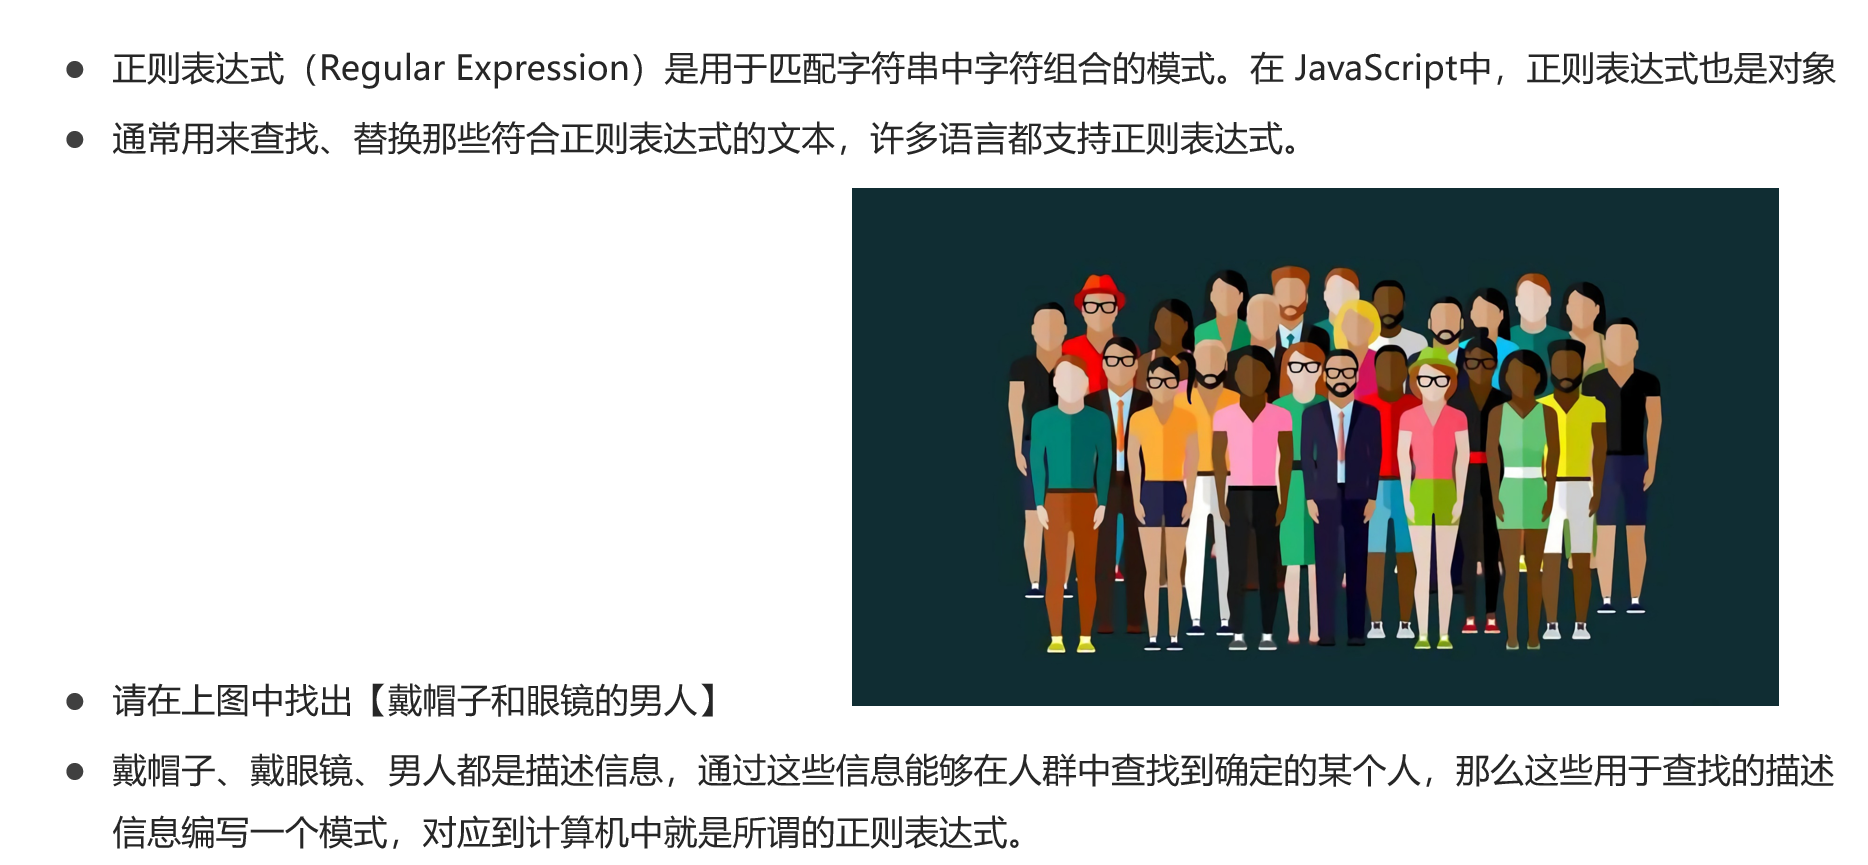 正则表达式（Regular Expression）是用于匹配字符串中字符组合的模式。在 JavaScript中，正则表达式也是对象
通常用来查找、替换那些符合正则表达式的文本，许多语言都支持正则表达式。
请在上图中找出【戴帽子和眼镜的男人】
戴帽子、戴眼镜、男人都是描述信息，通过这些信息能够在人群中查找到确定的某个人，那么这些用于查找的描述
信息编写一个模式，对应到计算机中就是所谓的正则表达式。